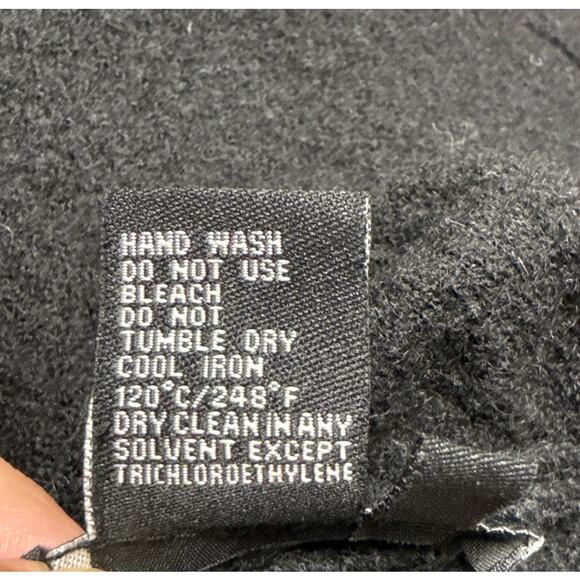 HAND WASH
DO NOT USE
BLEACH
DO NOT
TUMBLE DRY
COOL IRON
120°C/248°F
DRY CLEAN IN ANY
SOLVENT EXCEPT
TRICHLOROETHYLENE